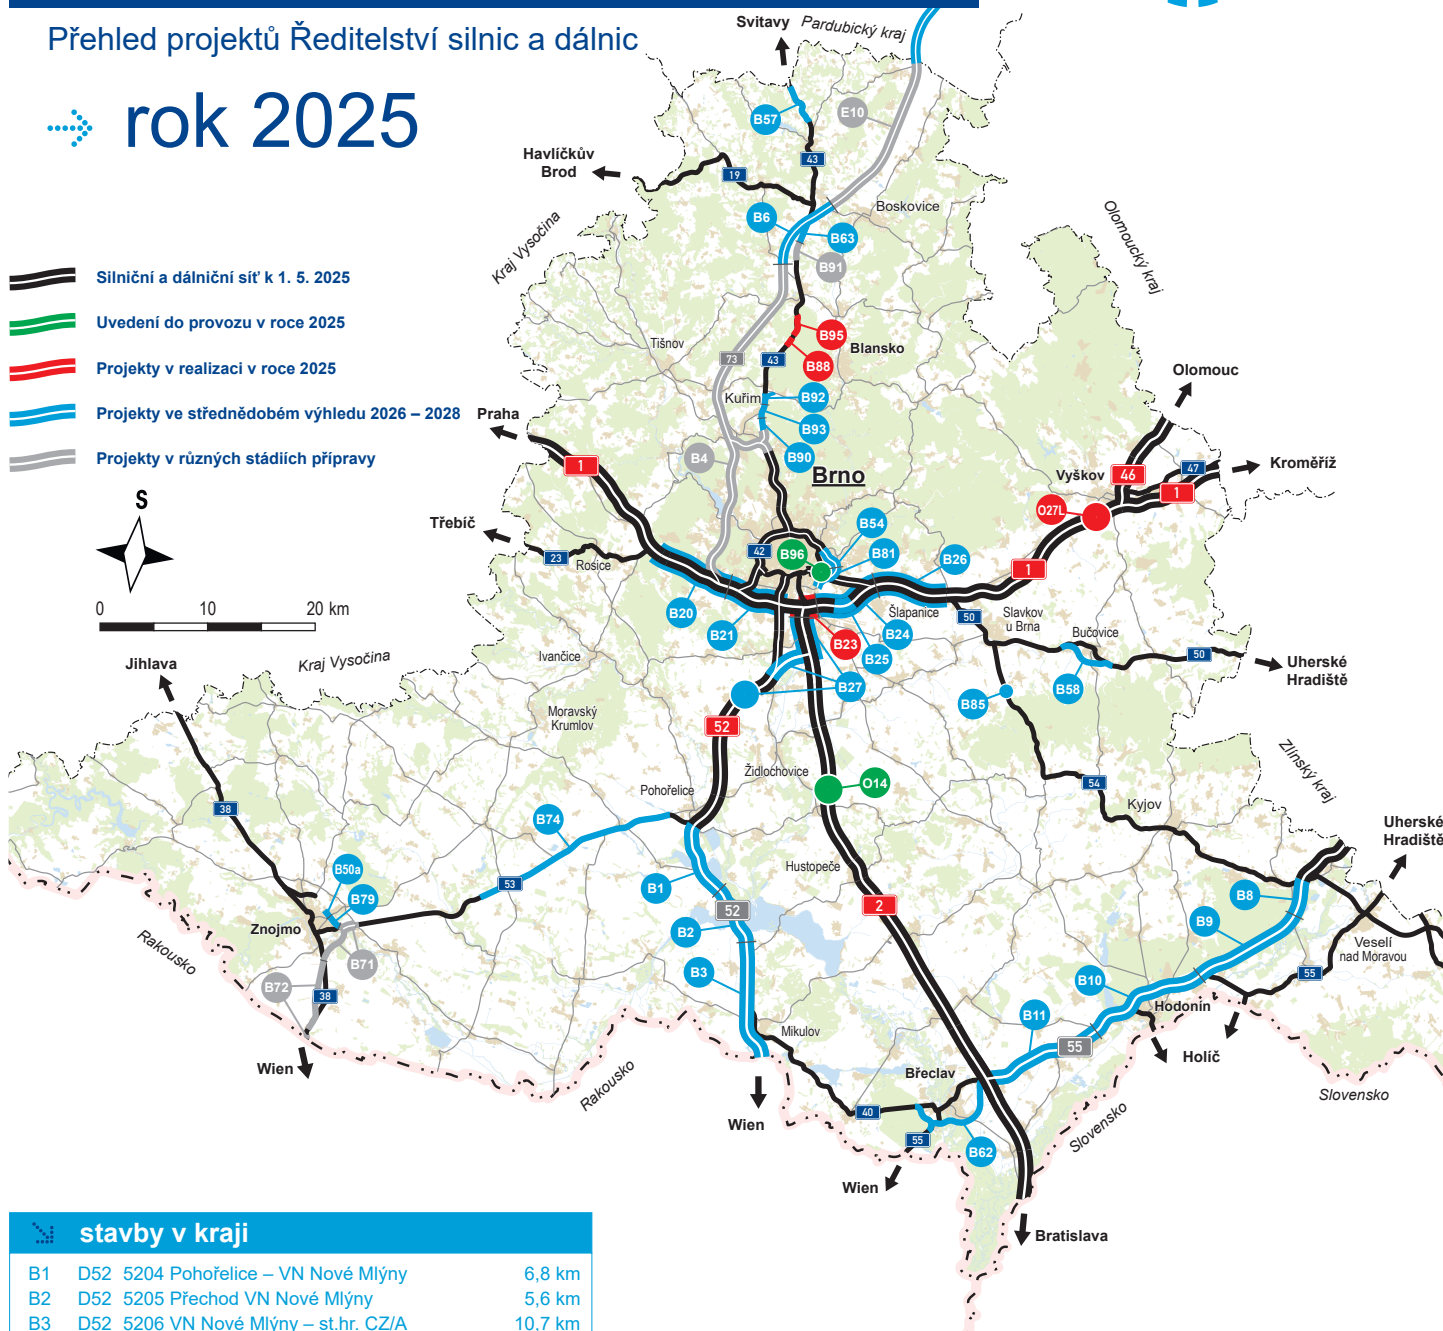 Přehled projektů Ředitelství silnic a dálnic
rok 2025
Silniční a dálniční síť k 1. 5. 2025
Uvedení do provozu v roce 2025
Projekty v realizaci v roce 2025
Projekty ve střednědobém výhledu 2026 – 2028
Projekty v různých stádiích přípravy
S
0 10 20 km
Svitavy
Pardubický kraj
B57
E10
43
Havlíčkův
Brod
19
Boskovice
B6
B63
B91
Kraj Vysočina
Olomoucký kraj
Tišnov
B95
Blansko
B88
73
43
Olomouc
Kuřim
B92
B93
B90
Praha
1
B4
Brno
Vyškov
46
47
Kroměříž
1
O27L
Třebíč
23
Rosice
42
B96
B54
B81
B26
1
B20
B21
B23
B24
B25
Šlapanice
50
Slavkov
u Brna
Bučovice
50
Uherské
Hradiště
Jihlava
Kraj Vysočina
Ivančice
B27
B85
B58
Moravský
Krumlov
52
Židlochovice
O14
54
Zlínský kraj
Pohořelice
Kyjov
38
B74
Uherské
Hradiště
Hustopeče
B50a
B79
53
B1
52
2
B8
B9
Znojmo
B2
Veselí
nad Moravou
Rakousko
B71
B72
38
B3
B10
55
Hodonín
Mikulov
B11
55
Holíč
Wien
Rakousko
Břeclav
Slovensko
Wien
40
55
B62
Slovensko
Wien
Bratislava
stavby v kraji
B1 D52 5204 Pohořelice – VN Nové Mlýny 6,8 km
B2 D52 5205 Přechod VN Nové Mlýny 5,6 km
B3 D52 5206 VN Nové Mlýny – st.hr. CZ/A 10,7 km